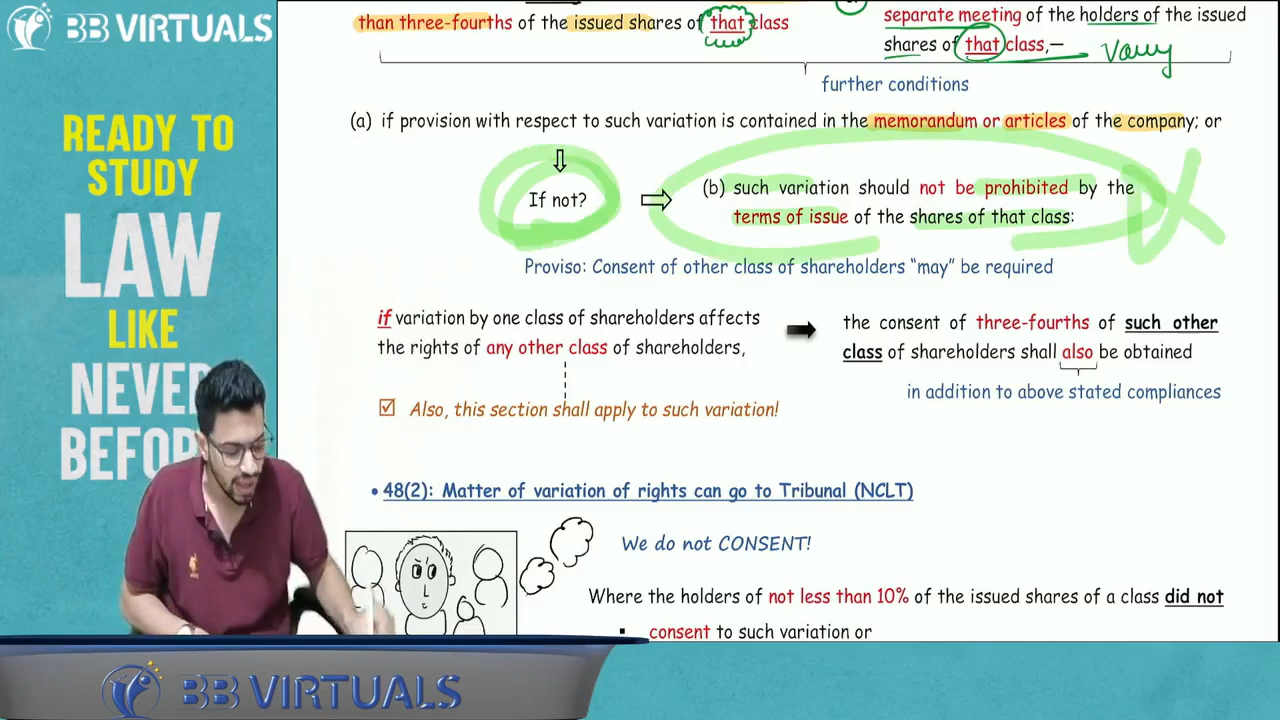 BB VIRTUALS
READY TO
STUDY
LAW
LIKE
NEVER
BEFOR
than three-fourths of the issued shares of that class
separate meeting of the holders of the issued
shares of that class,— Vary
further conditions
(a) if provision with respect to such variation is contained in the memorandum or articles of the company; or
If not?
(b) such variation should not be prohibited by the
terms of issue of the shares of that class:
Proviso: Consent of other class of shareholders “may” be required
if variation by one class of shareholders affects
the rights of any other class of shareholders,
the consent of three-fourths of such other
class of shareholders shall also be obtained
in addition to above stated compliances
Also, this section shall apply to such variation!
• 48(2): Matter of variation of rights can go to Tribunal (NCLT)
We do not CONSENT!
Where the holders of not less than 10% of the issued shares of a class did not
▪ consent to such variation or
BB VIRTUALS